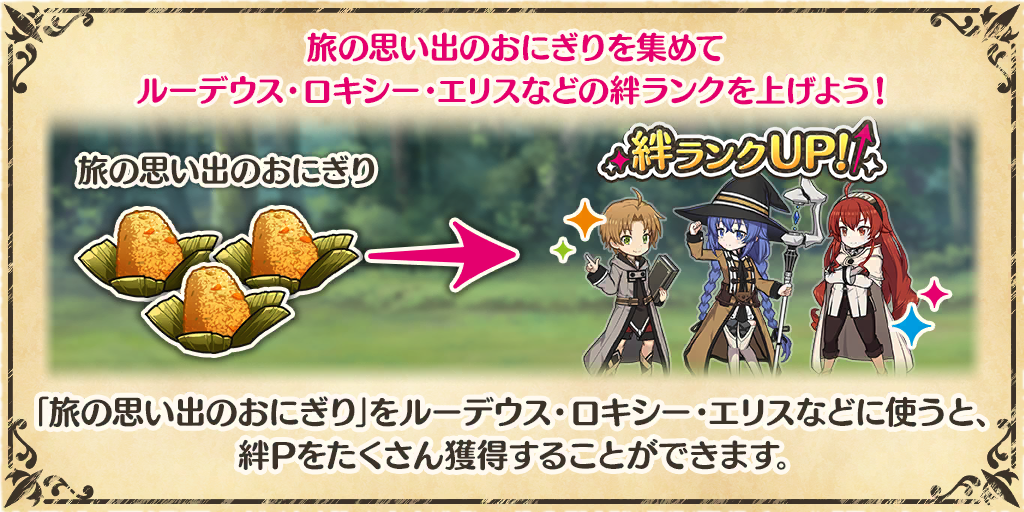 旅の思い出のおにぎりを集めて
ルーデウス・ロキシー・エリスなどの絆ランクを上げよう！
旅の思い出のおにぎり
絆ランクUP!
「旅の思い出のおにぎり」をルーデウス・ロキシー・エリスなどに使うと、
絆Pをたくさん獲得することができます。